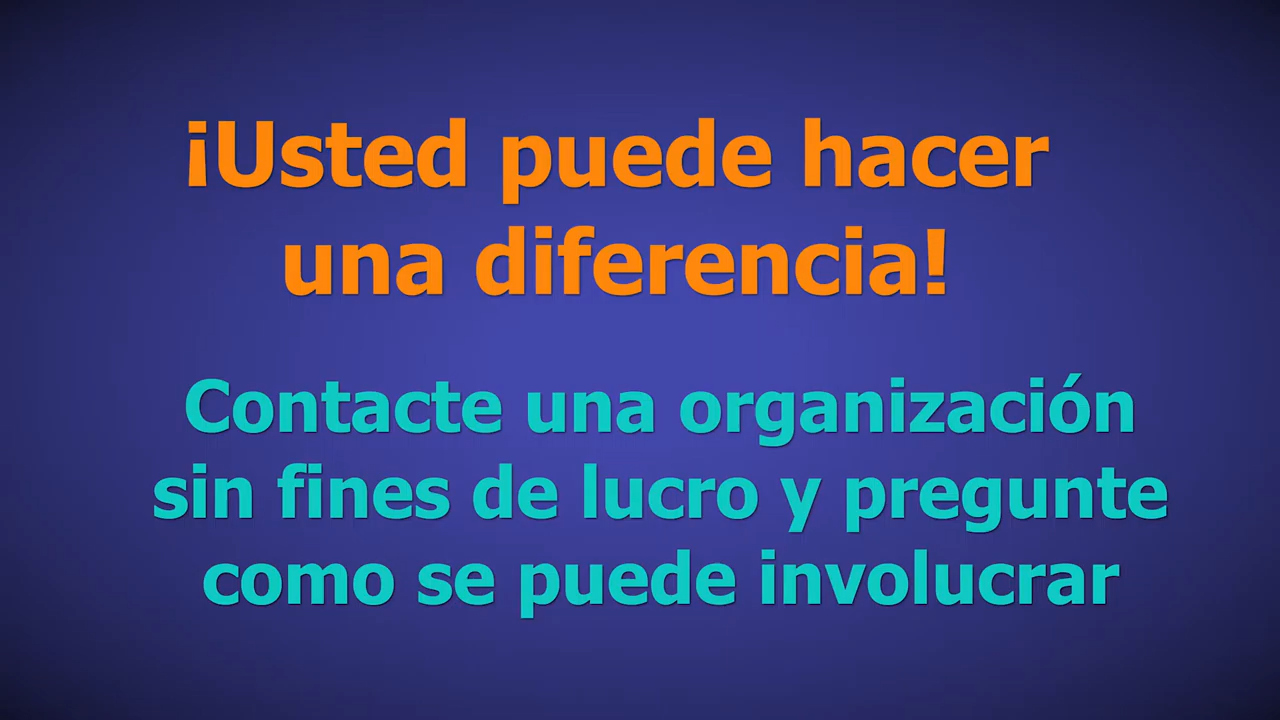 ¡Usted puede hacer
una diferencia!
Contacte una organización
sin fines de lucro y pregunte
como se puede involucrar